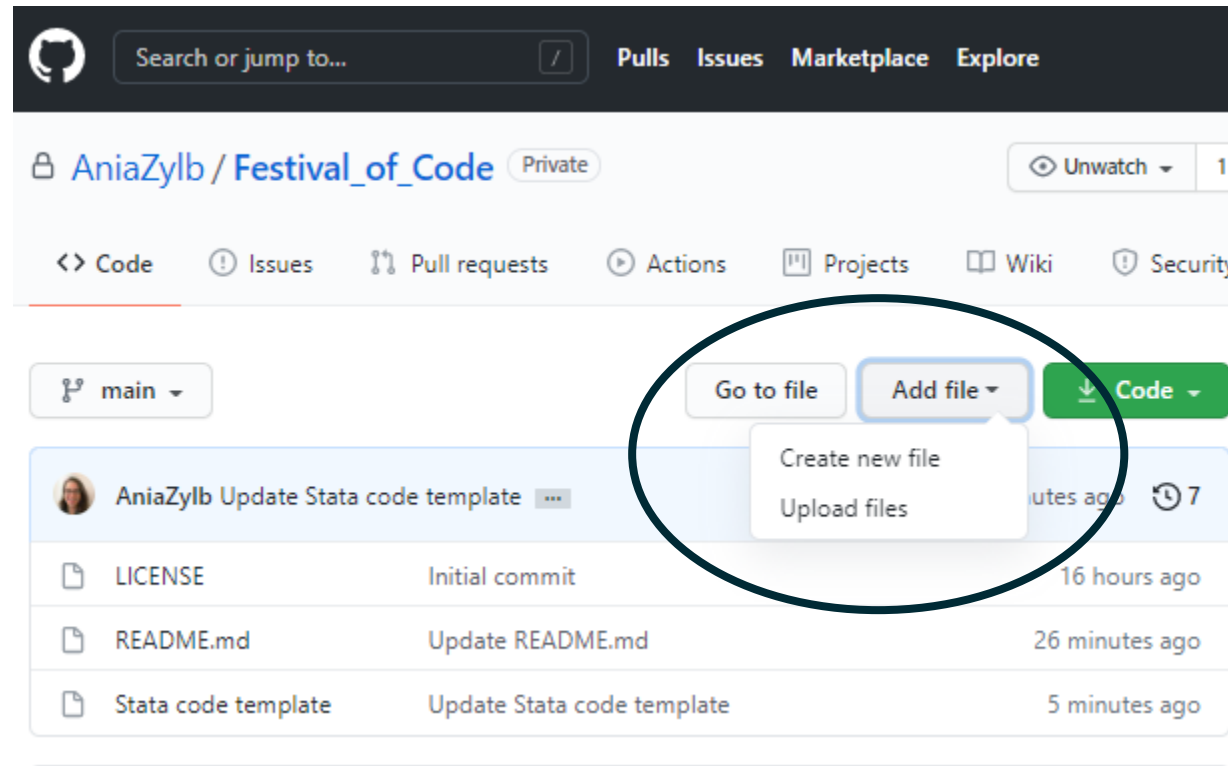 Search or jump to... / Pulls Issues Marketplace Explore
AniaZylb / Festival_of_Code Private Unwatch 1
<> Code Issues Pull requests Actions Projects Wiki Security
main Go to file Add file Code
Create new file
AniaZylb Update Stata code template ... ago 7
Upload files
LICENSE Initial commit 16 hours ago
README.md Update README.md 26 minutes ago
Stata code template Update Stata code template 5 minutes ago